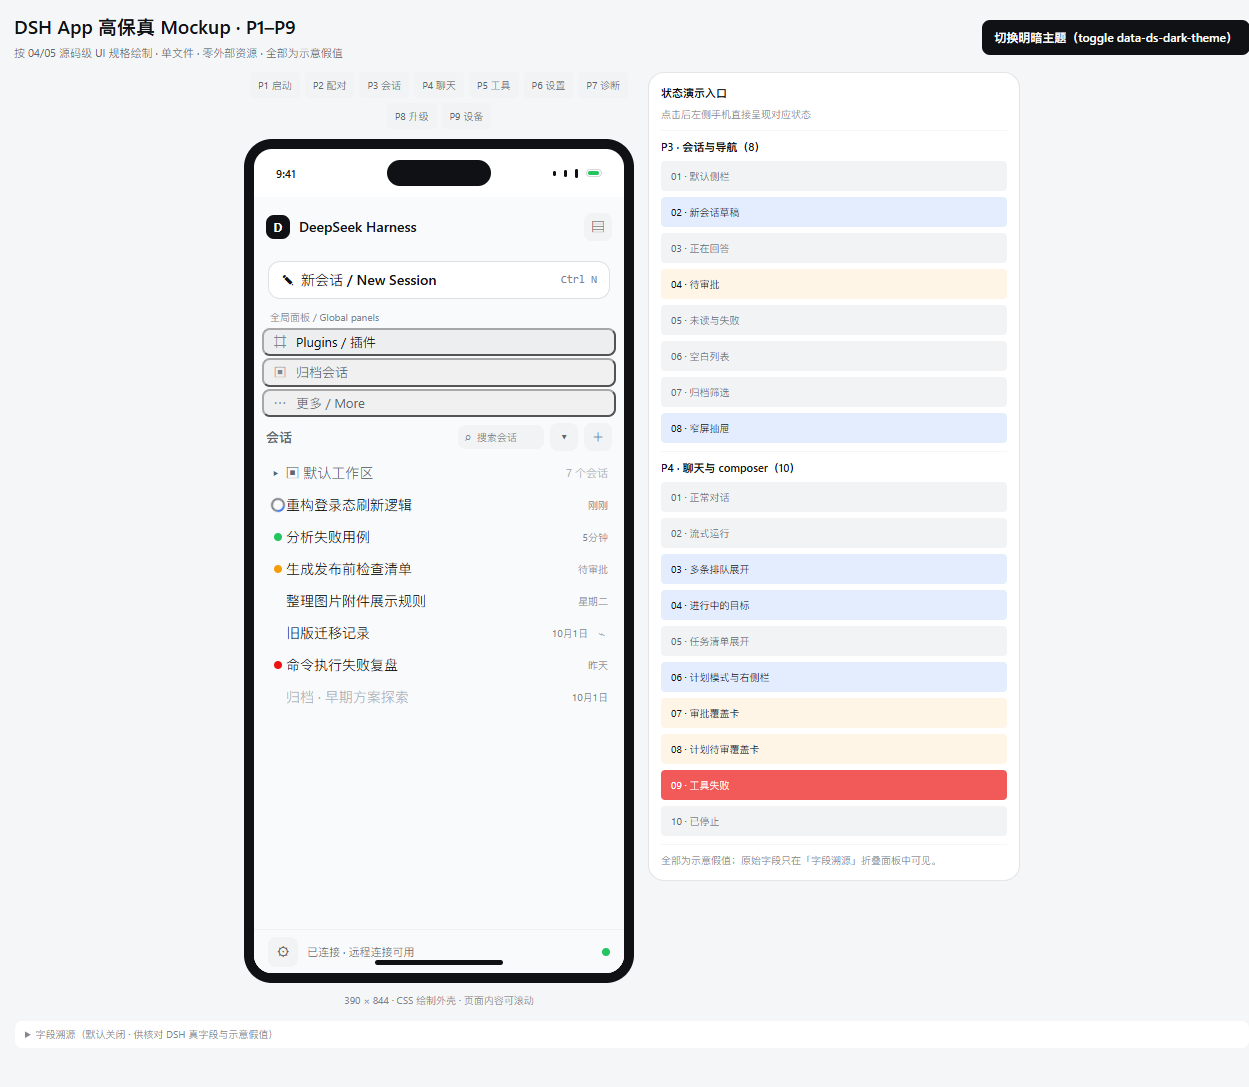 DSH App 高保真 Mockup · P1–P9
按 04/05 源码级 UI 规格绘制 · 单文件 · 零外部资源 · 全部为示意假值
切换明暗主题（toggle data-ds-dark-theme）
P1 启动
P2 配对
P3 会话
P4 聊天
P5 工具
P6 设置
P7 诊断
P8 升级
P9 设备
9:41
D
DeepSeek Harness
新会话 / New Session
Ctrl N
全局面板 / Global panels
Plugins / 插件
归档会话
更多 / More
会话
搜索会话
默认工作区
7 个会话
重构登录态刷新逻辑
刚刚
分析失败用例
5分钟
生成发布前检查清单
待审批
整理图片附件展示规则
星期二
旧版迁移记录
10月1日
命令执行失败复盘
昨天
归档 · 早期方案探索
10月1日
已连接 · 远程连接可用
390 × 844 · CSS 绘制外壳 · 页面内容可滚动
状态演示入口
点击后左侧手机直接呈现对应状态
P3 · 会话与导航（8）
01 · 默认侧栏
02 · 新会话草稿
03 · 正在回答
04 · 待审批
05 · 未读与失败
06 · 空白列表
07 · 归档筛选
08 · 窄屏抽屉
P4 · 聊天与 composer（10）
01 · 正常对话
02 · 流式运行
03 · 多条排队展开
04 · 进行中的目标
05 · 任务清单展开
06 · 计划模式与右侧栏
07 · 审批覆盖卡
08 · 计划待审覆盖卡
09 · 工具失败
10 · 已停止
全部为示意假值；原始字段只在「字段溯源」折叠面板中可见。
字段溯源（默认关闭 · 供核对 DSH 真字段与示意假值）